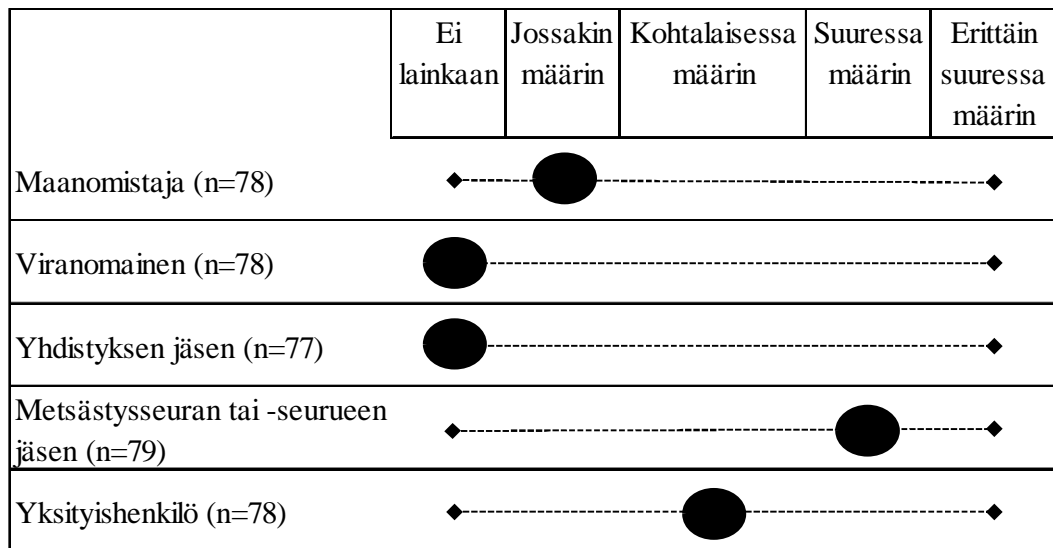 Ei lainkaan
Jossakin määrin
Kohtalaisessa määrin
Suuressa määrin
Erittäin suuressa määrin
Maanomistaja (n=78)
Viranomainen (n=78)
Yhdistyksen jäsen (n=77)
Metsästysseuran tai -seurueen
jäsen (n=79)
Yksityishenkilö (n=78)